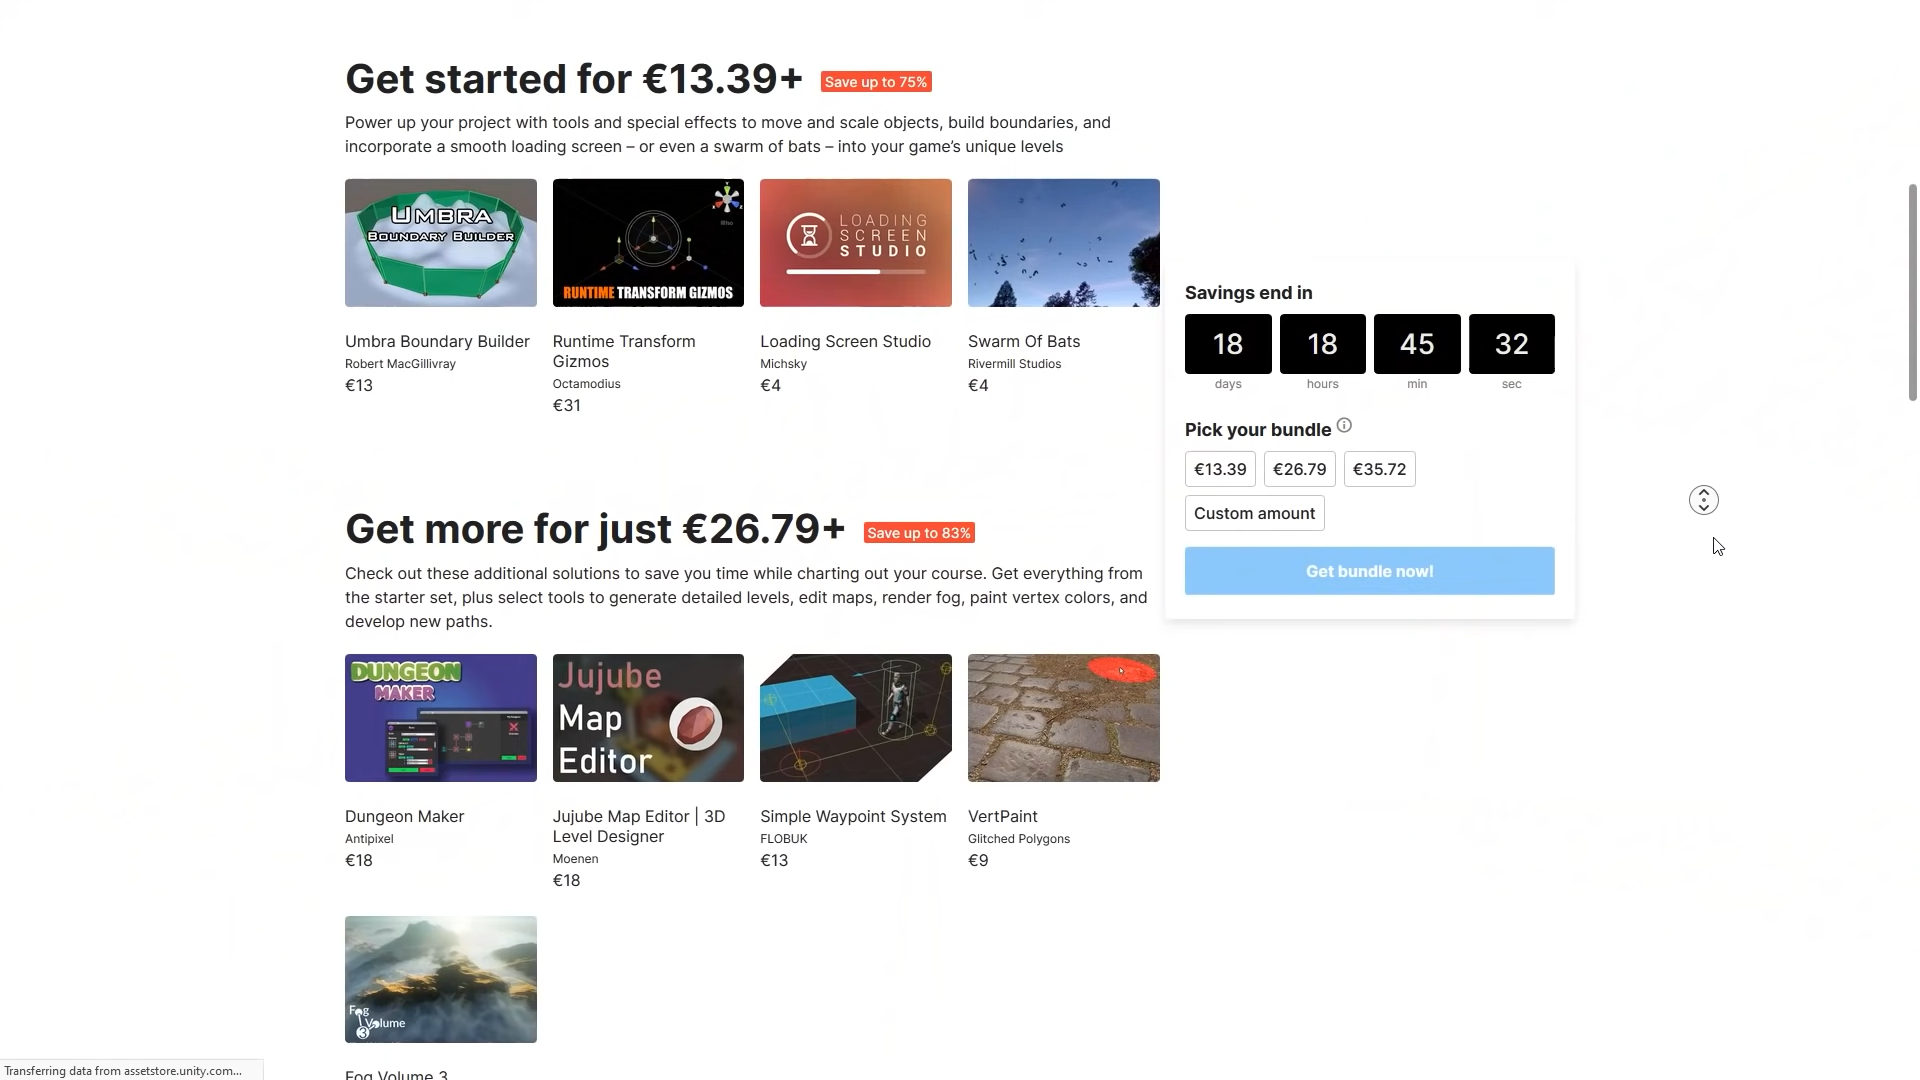 Get started for €13.39+
Save up to 75%
Power up your project with tools and special effects to move and scale objects, build boundaries, and
incorporate a smooth loading screen – or even a swarm of bats – into your game’s unique levels
UMBRA
BOUNDARY BUILDER
RUNTIME TRANSFORM GIZMOS
LOADING
SCREEN
STUDIO
Umbra Boundary Builder
Robert MacGillivray
€13
Runtime Transform
Gizmos
Octamodius
€31
Loading Screen Studio
Michsky
€4
Swarm Of Bats
Rivermill Studios
€4
Savings end in
18
18
45
32
days
hours
min
sec
Pick your bundle
€13.39
€26.79
€35.72
Custom amount
Get bundle now!
Get more for just €26.79+
Save up to 83%
Check out these additional solutions to save you time while charting out your course. Get everything from
the starter set, plus select tools to generate detailed levels, edit maps, render fog, paint vertex colors, and
develop new paths.
DUNGEON
MAKER
Jujube
Map
Editor
Dungeon Maker
Antipixel
€18
Jujube Map Editor | 3D
Level Designer
Moenen
€18
Simple Waypoint System
FLOBUK
€13
VertPaint
Glitched Polygons
€9
Fog
Volume
3
Fog Volume 3
Transferring data from assetstore.unity.com...